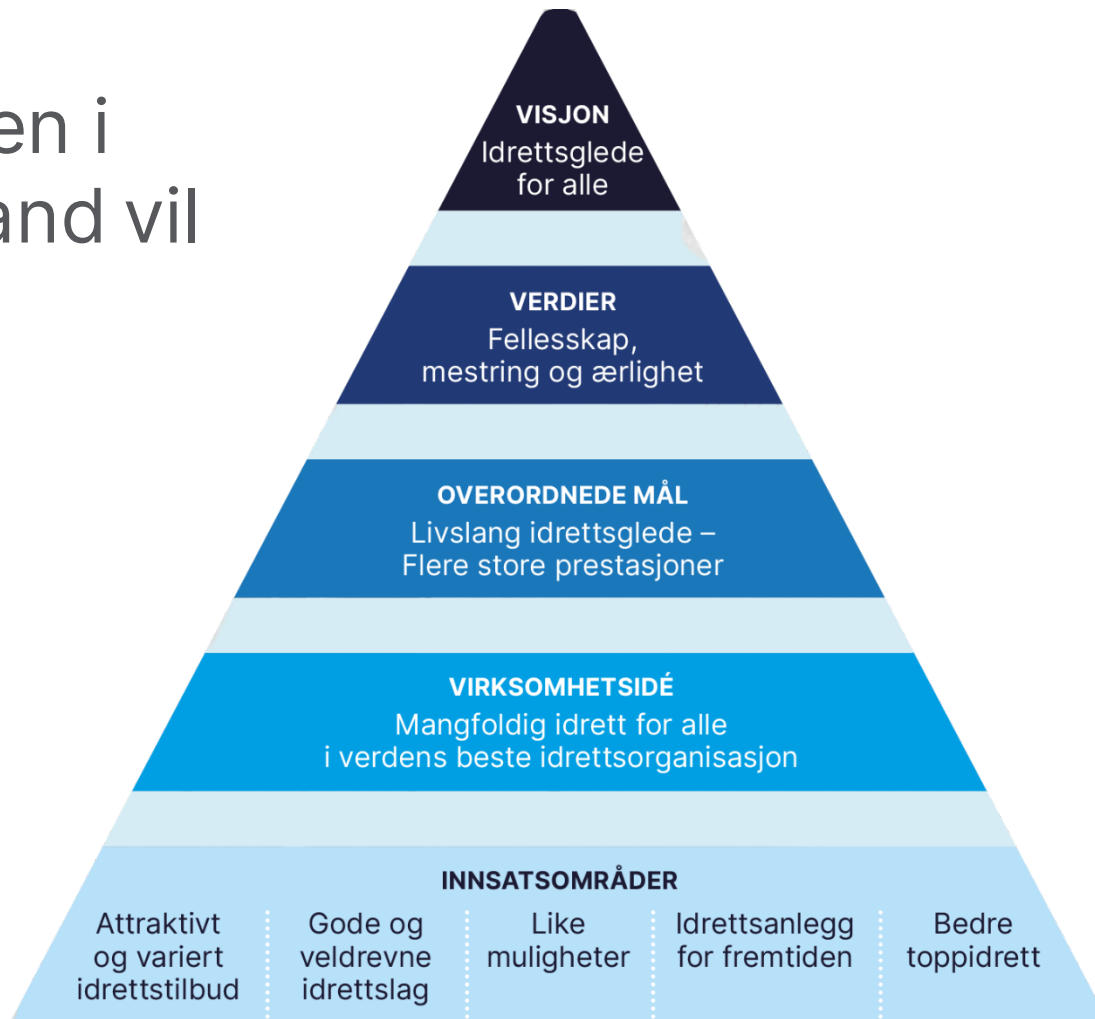 en i
and vil
VISJON
Idrettsglede
for alle
VERDIER
Fellesskap,
mestring og ærlighet
OVERORDNEDE MÅL
Livslang idrettsglede –
Flere store prestasjoner
VIRKSOMHETSIDÉ
Mangfoldig idrett for alle
i verdens beste idrettsorganisasjon
INNSATSOMRÅDER
Attraktivt
og variert
idrettstilbud
Gode og
veldrevne
idrettslag
Like
muligheter
Idrettsanlegg
for fremtiden
Bedre
toppidrett